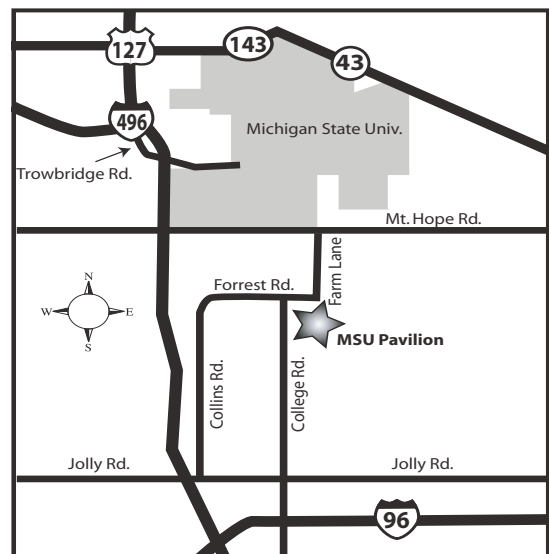 127
143
43
496
Michigan State Univ.
Trowbridge Rd.
Mt. Hope Rd.
Farm Lane
Forrest Rd.
N
W
E
S
MSU Pavilion
Collins Rd.
College Rd.
Jolly Rd.
Jolly Rd.
96